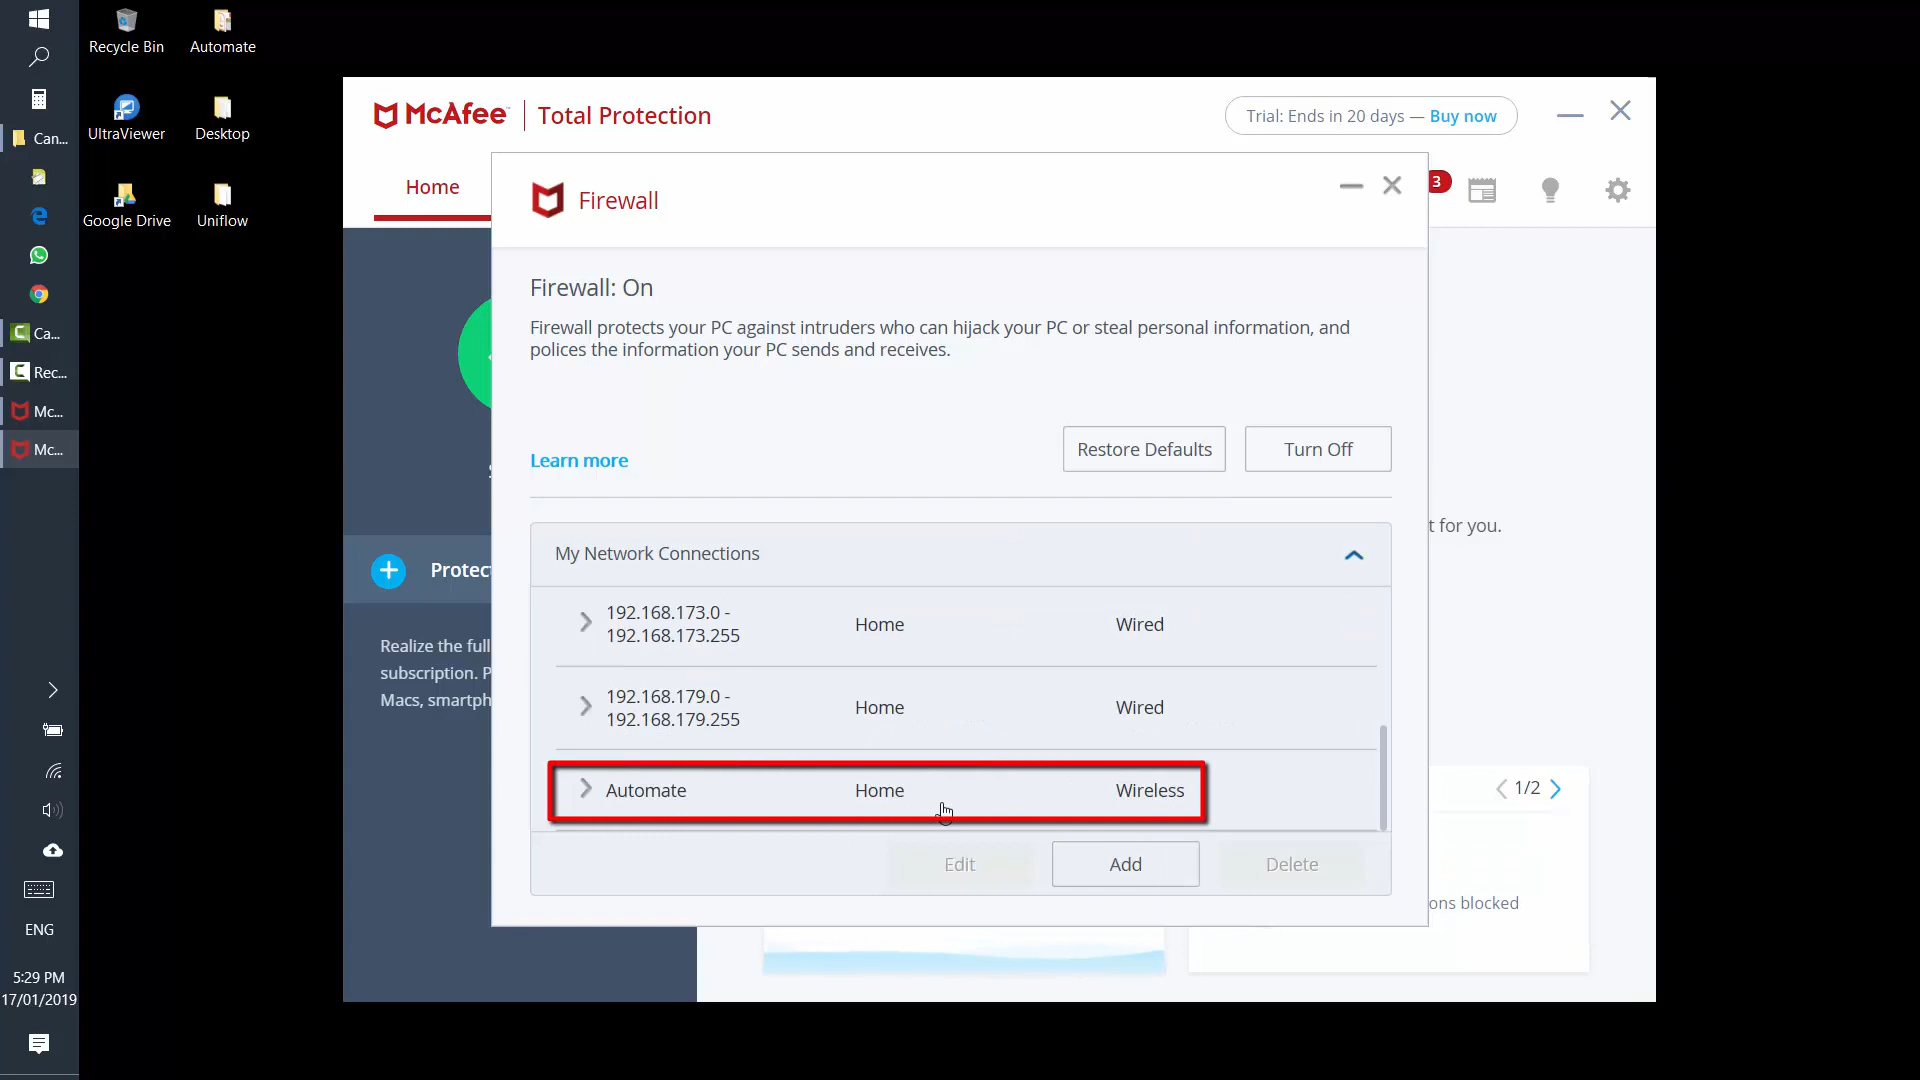 Recycle Bin
Automate
UltraViewer
Desktop
Google Drive
Uniflow
Can...
Ca...
Rec...
Mc...
Mc...
ENG
5:29 PM
17/01/2019
McAfee™ Total Protection
Trial: Ends in 20 days — Buy now
Home
3
Firewall
Firewall: On
Firewall protects your PC against intruders who can hijack your PC or steal personal information, and
polices the information your PC sends and receives.
Learn more
Restore Defaults
Turn Off
t for you.
My Network Connections
192.168.173.0 -
192.168.173.255
Home
Wired
192.168.179.0 -
192.168.179.255
Home
Wired
Automate
Home
Wireless
Edit
Add
Delete
Protec
Realize the full
subscription. P
Macs, smartph
1/2
ons blocked